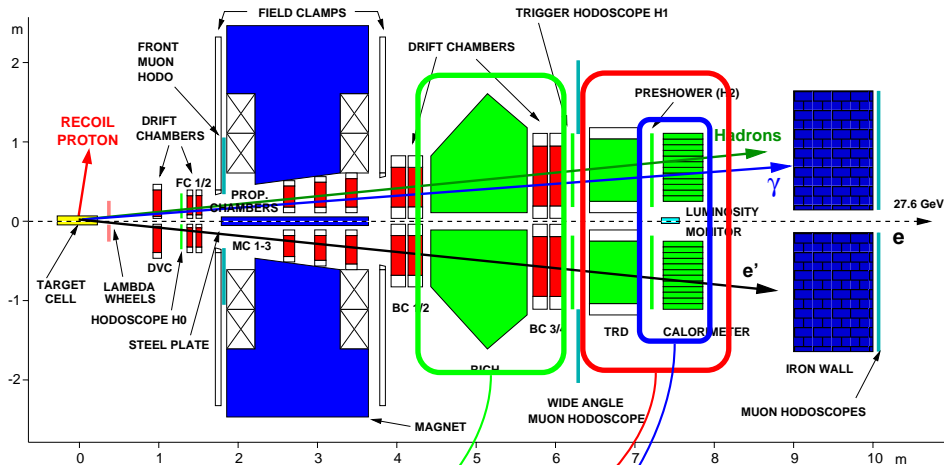 FIELD CLAMPS
TRIGGER HODOSCOPE H1
m
2
1
0
-1
-2
FRONT
MUON
HODO
DRIFT CHAMBERS
PRESHOWER (H2)
RECOIL
PROTON
DRIFT
CHAMBERS
FC 1/2
Hadrons
γ
PROP.
CHAMBERS
27.6 GeV
LUMINOSITY
MONITOR
e
MC 1-3
e'
DVC
TARGET
CELL
LAMBDA
WHEELS
HODOSCOPE H0
STEEL PLATE
BC 1/2
BC 3/4
TRD
CALORIMETER
RICH
IRON WALL
WIDE ANGLE
MUON HODOSCOPE
MUON HODOSCOPES
MAGNET
0 1 2 3 4 5 6 7 8 9 10 m